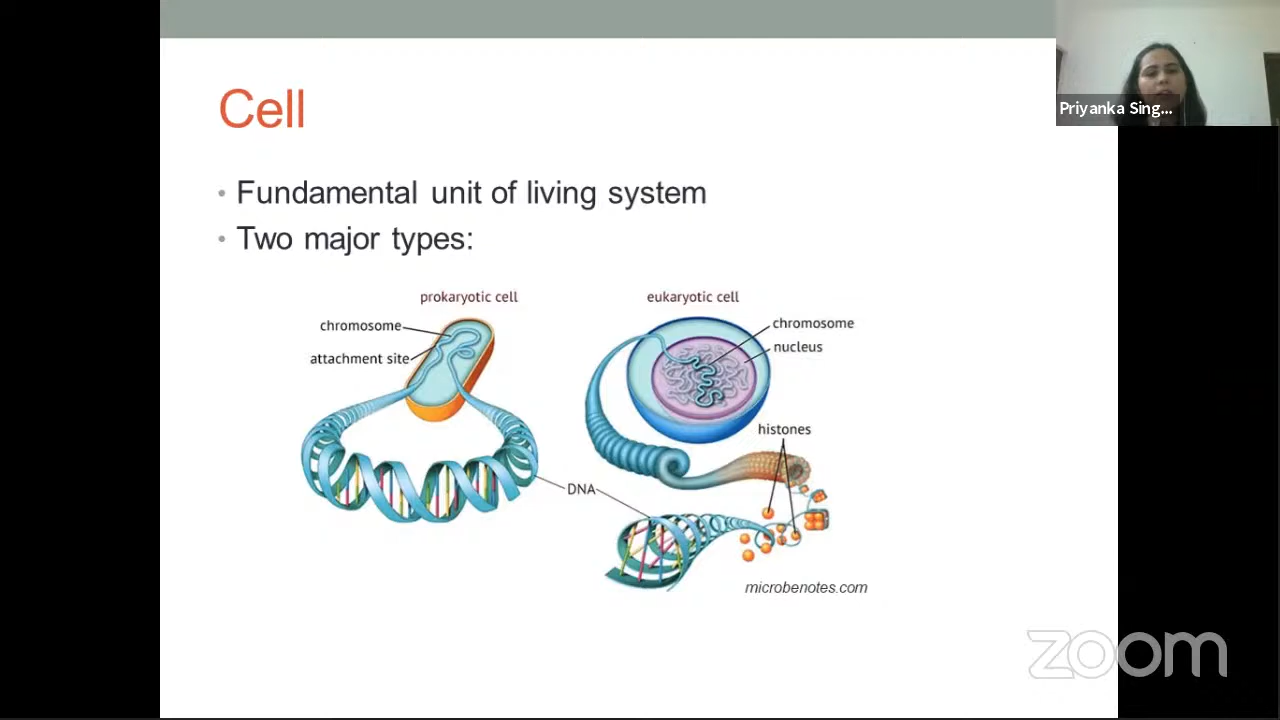 Cell
• Fundamental unit of living system
• Two major types:
prokaryotic cell
chromosome
attachment site
eukaryotic cell
chromosome
nucleus
histones
DNA
microbenotes.com
Priyanka Sing...
zoom